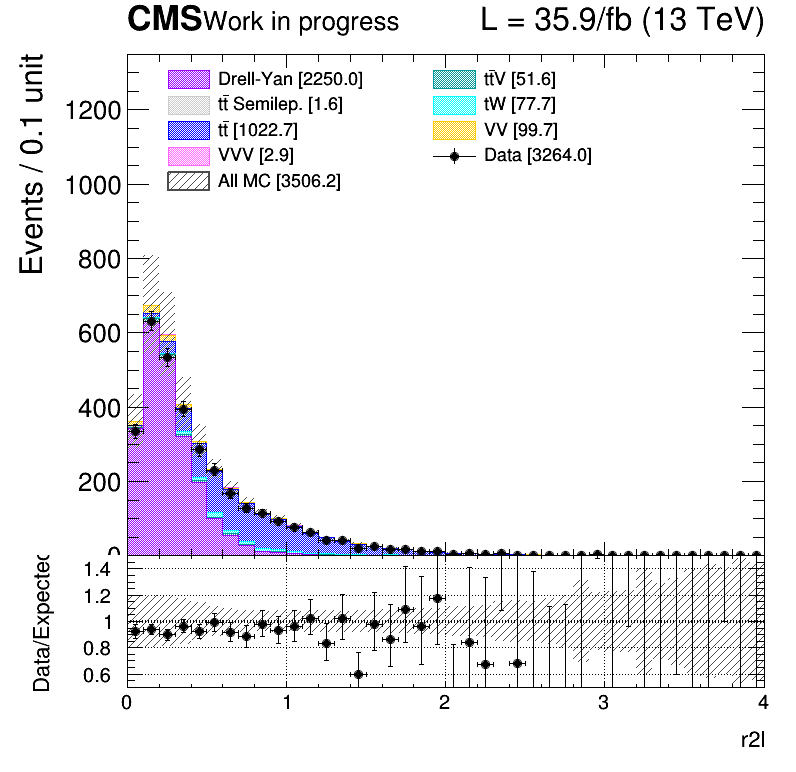 CMS Work in progress L = 35.9/fb (13 TeV)
Events / 0.1 unit
Drell-Yan [2250.0]
tt̄ Semilep. [1.6]
tt̄ [1022.7]
VVV [2.9]
All MC [3506.2]
tt̄V [51.6]
tW [77.7]
VV [99.7]
Data [3264.0]
1200
1000
800
600
400
200
0
Data/Expected
1.4
1.2
1
0.8
0.6
0 1 2 3 4
r2l